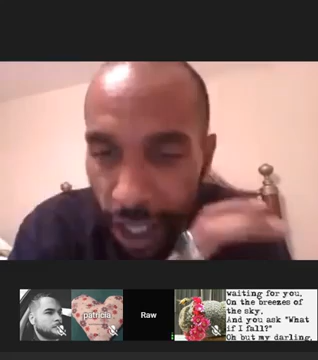 patricia
Raw
waiting for you,
On the breezes of
the sky,
And you ask "What
if I fall?"
Oh but my darling,